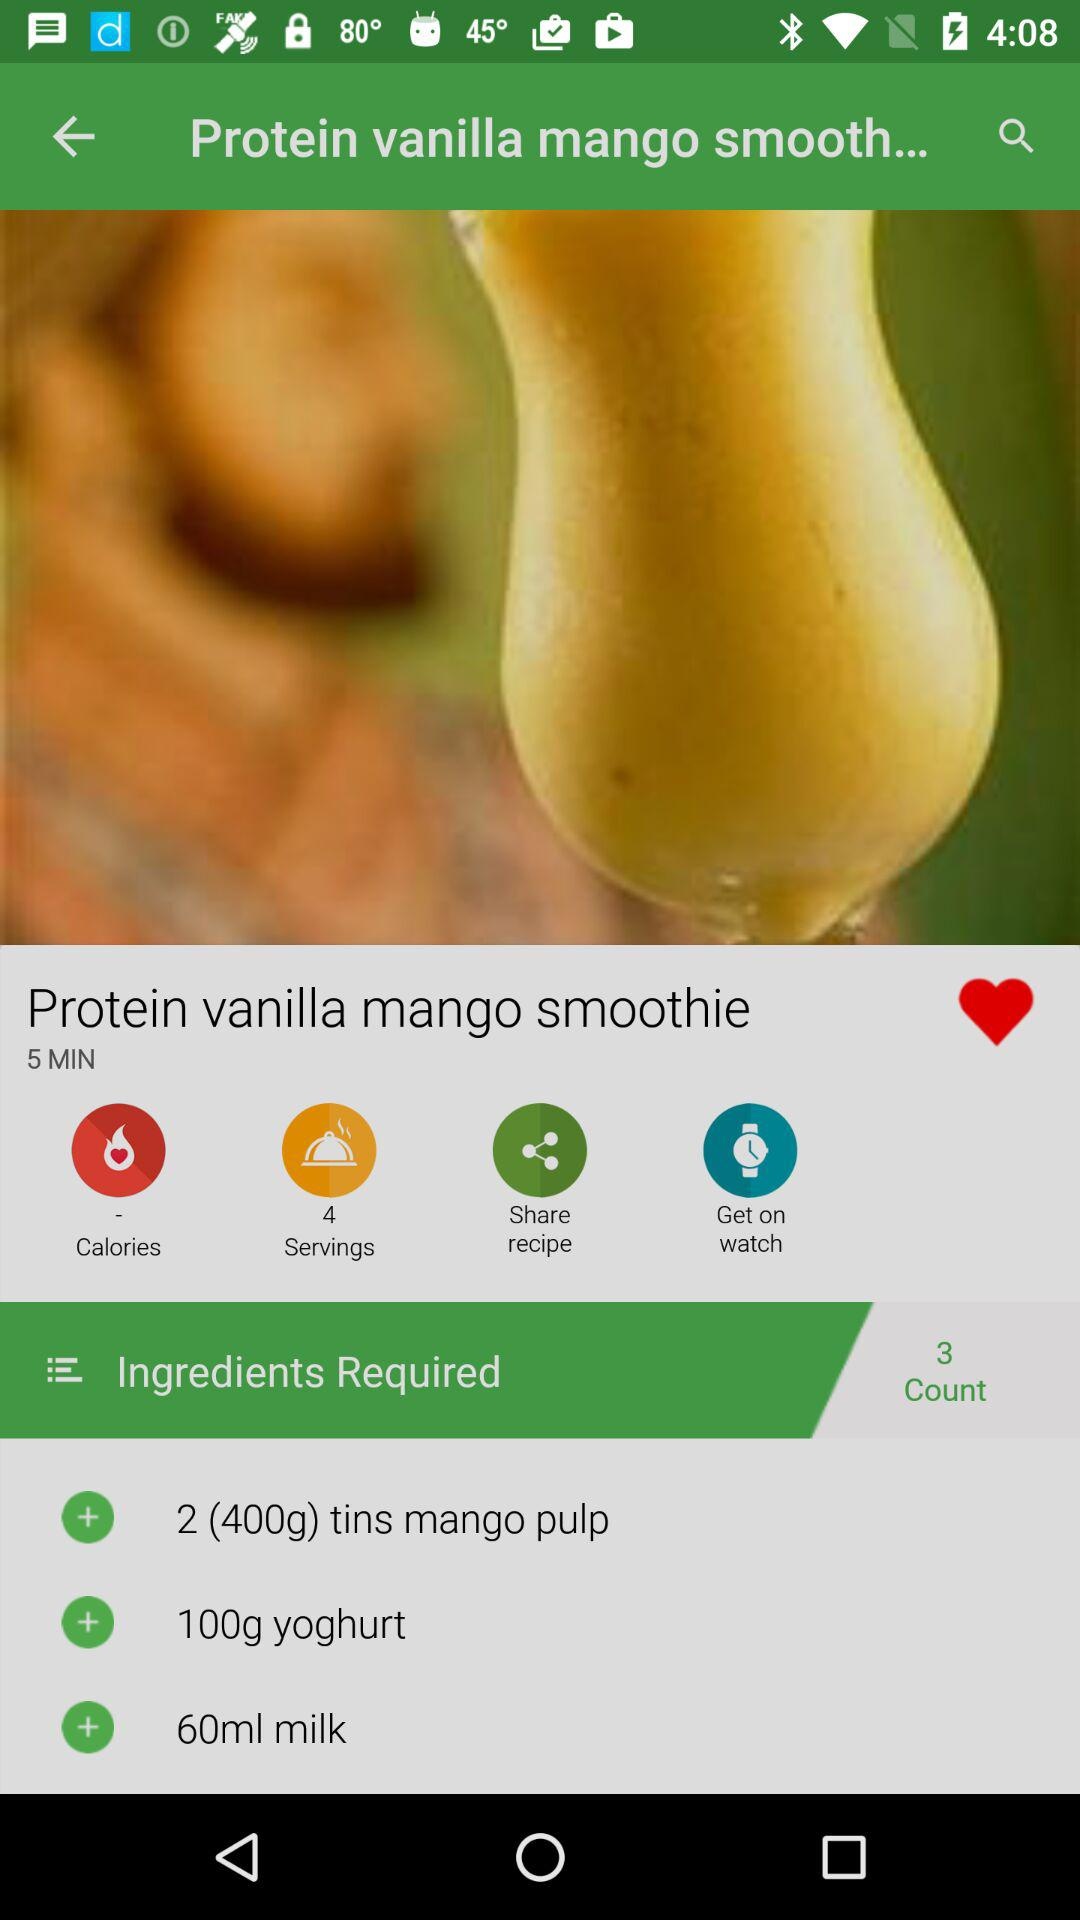 FAKE 80° 45° 4:08
Protein vanilla mango smooth...
Protein vanilla mango smoothie
5 MIN
-
Calories
4
Servings
Share
recipe
Get on
watch
Ingredients Required
3
Count
2 (400g) tins mango pulp
100g yoghurt
60ml milk